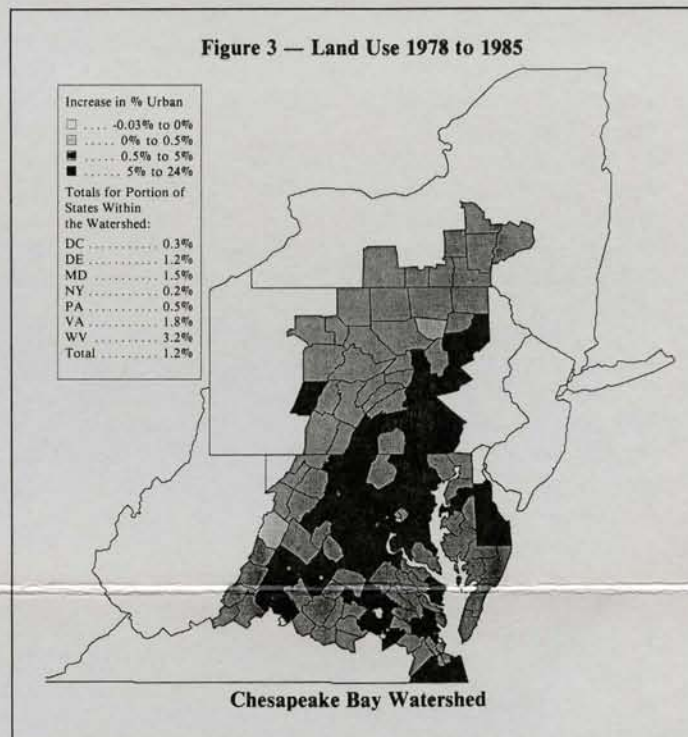 Figure 3 — Land Use 1978 to 1985
Increase in % Urban
.... -0.03% to 0%
..... 0% to 0.5%
..... 0.5% to 5%
...... 5% to 24%
Totals for Portion of
States Within
the Watershed:
DC .......... 0.3%
DE .......... 1.2%
MD .......... 1.5%
NY .......... 0.2%
PA .......... 0.5%
VA .......... 1.8%
WV .......... 3.2%
Total ......... 1.2%
Chesapeake Bay Watershed